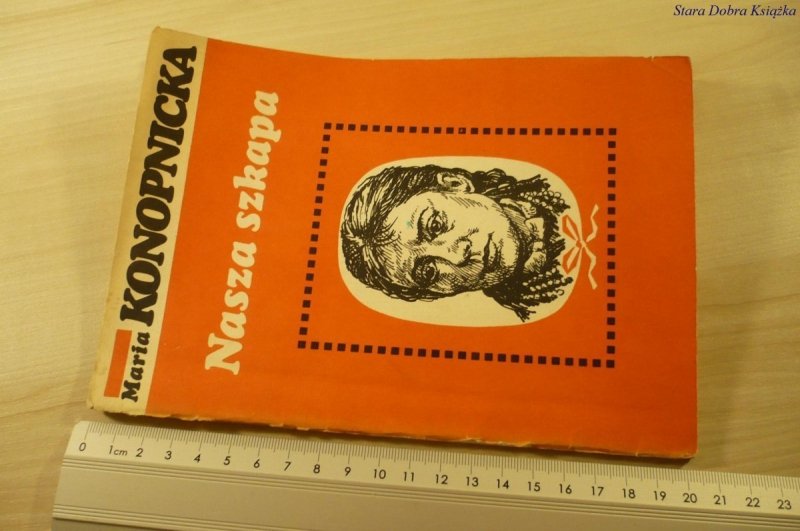 Stara Dobra Książka
Maria KONOPNICKA
Nasza szkapa
0 1cm 2 3 4 5 6 7 8 9 10 11 12 13 14 15 16 17 18 19 20 21 22 23